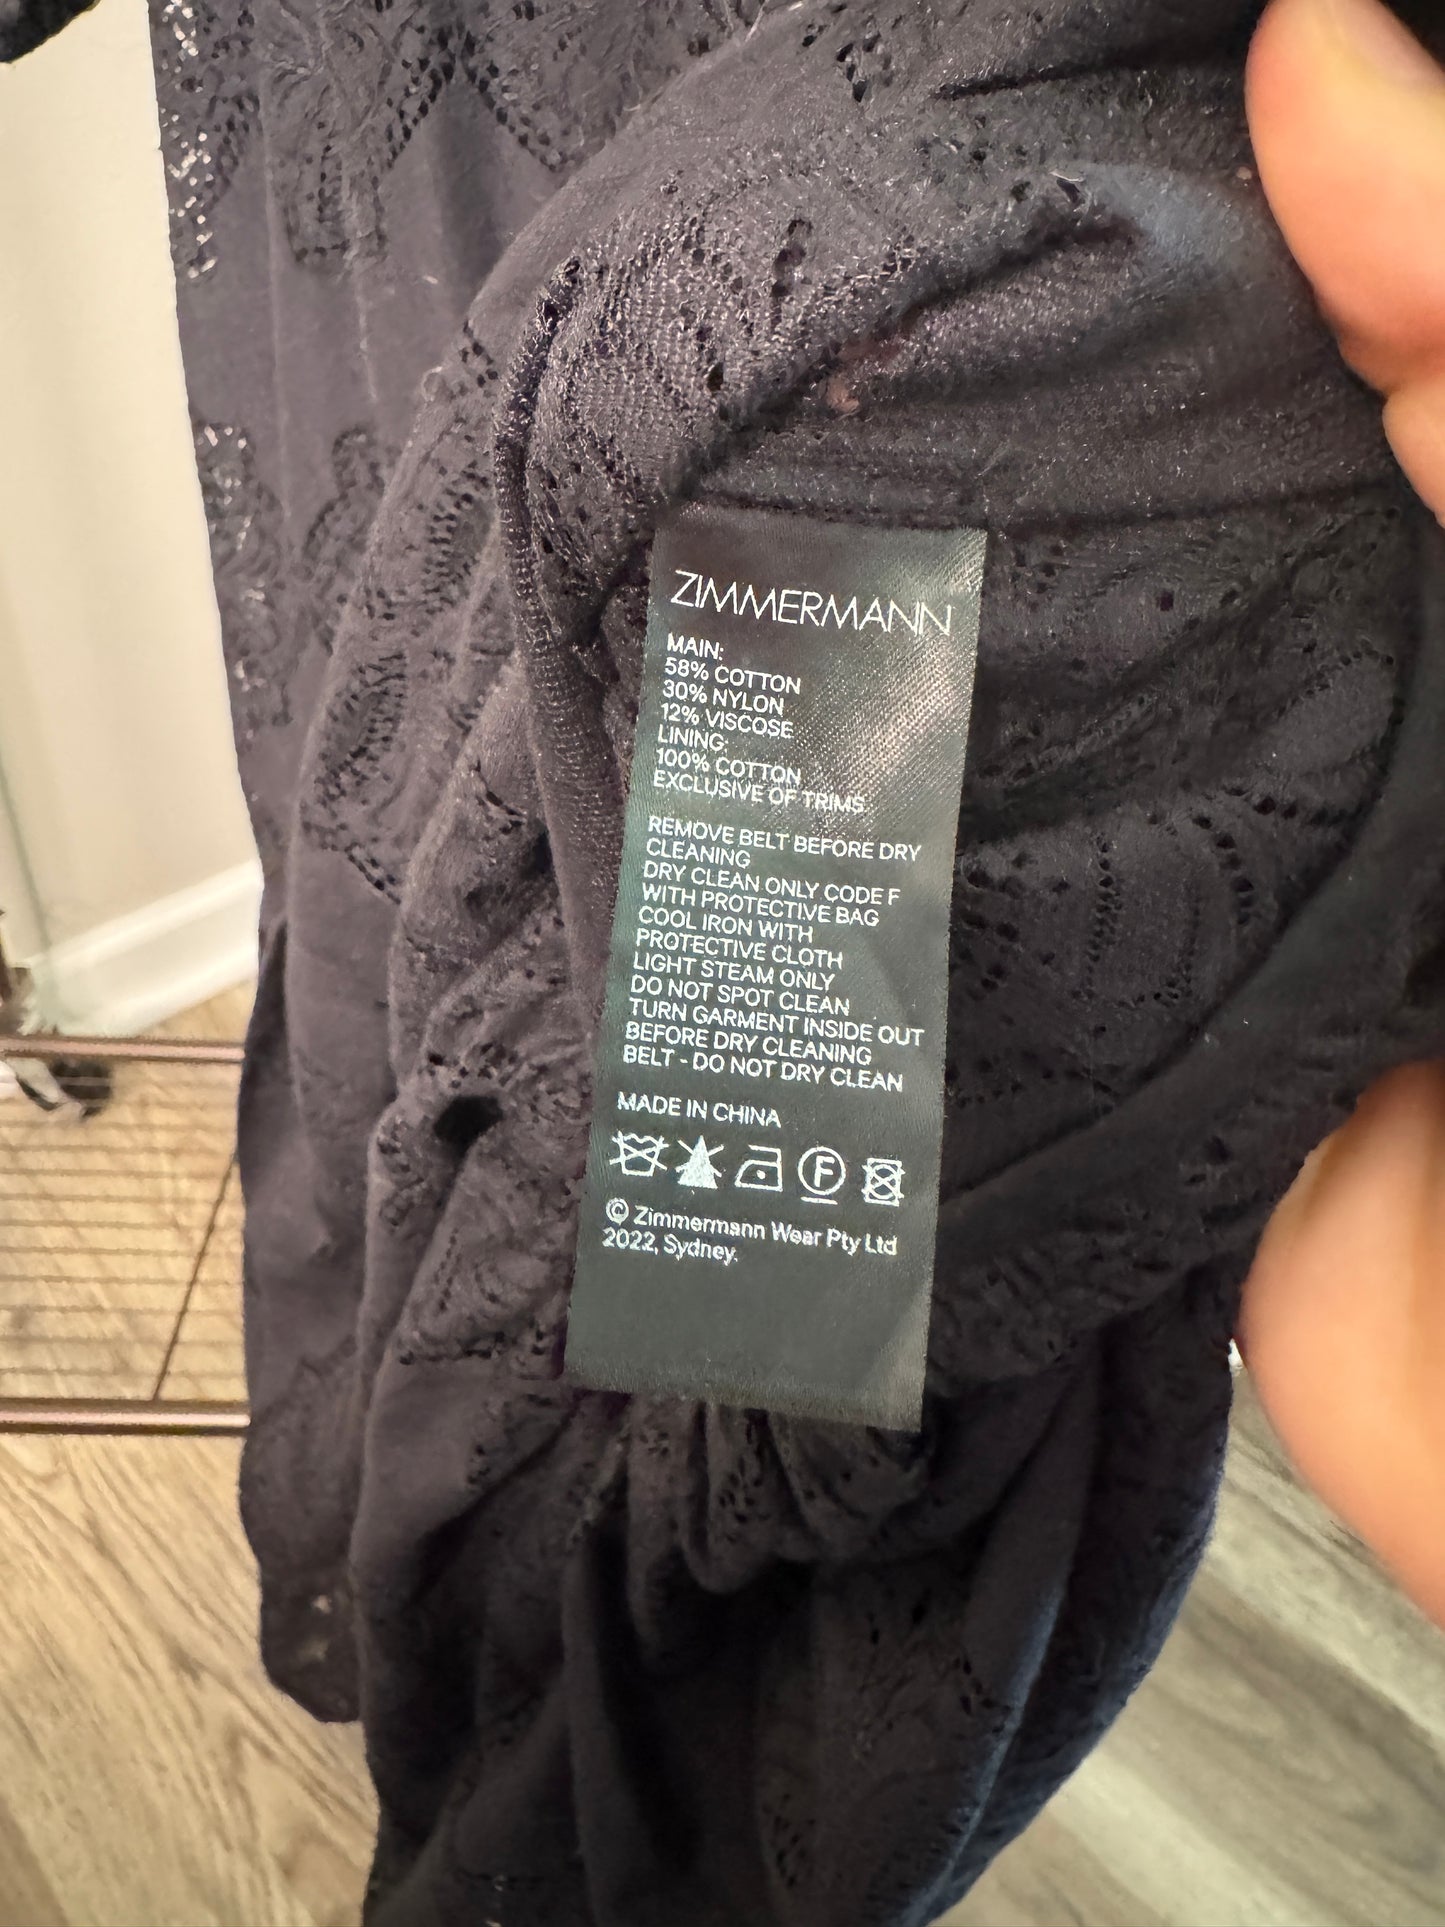 ZIMMERMANN
MAIN:
58% COTTON
30% NYLON
12% VISCOSE
LINING:
100% COTTON
EXCLUSIVE OF TRIMS
REMOVE BELT BEFORE DRY
CLEANING
DRY CLEAN ONLY CODE F
WITH PROTECTIVE BAG
COOL IRON WITH
PROTECTIVE CLOTH
LIGHT STEAM ONLY
DO NOT SPOT CLEAN
TURN GARMENT INSIDE OUT
BEFORE DRY CLEANING
BELT - DO NOT DRY CLEAN
MADE IN CHINA
F
© Zimmermann Wear Pty Ltd
2022, Sydney.